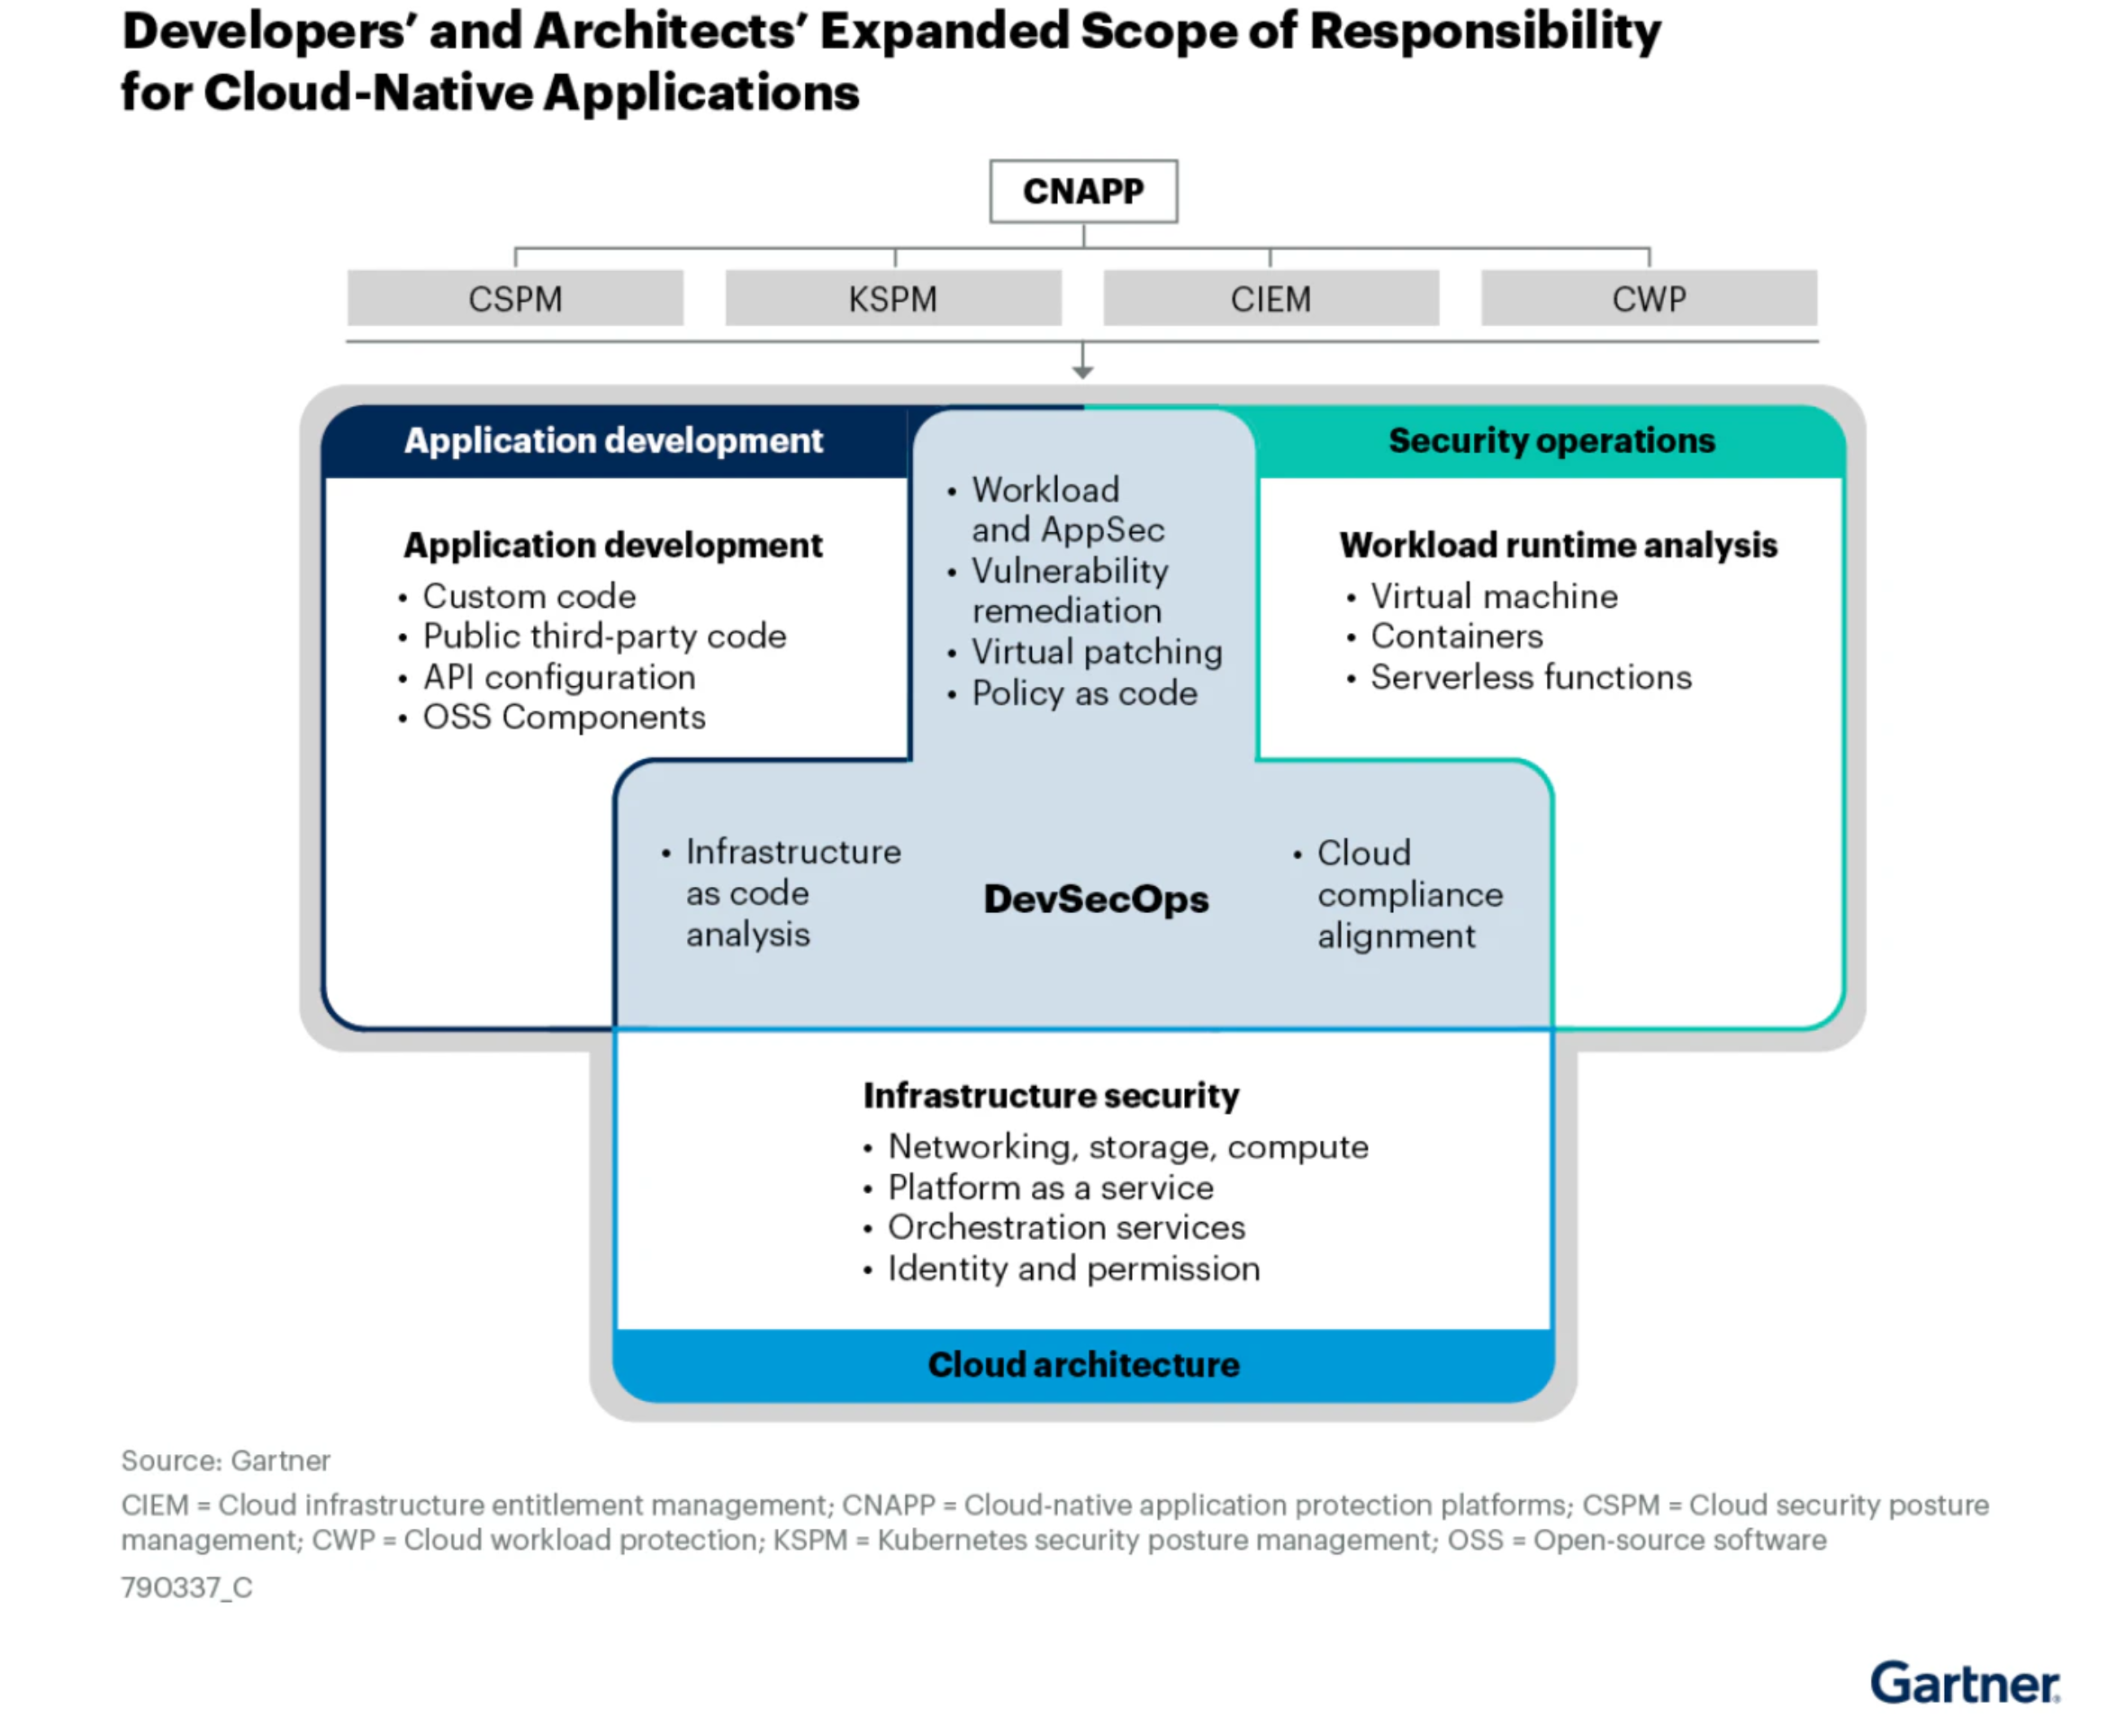 Developers’ and Architects’ Expanded Scope of Responsibility
for Cloud-Native Applications
CNAPP
CSPM
KSPM
CIEM
CWP
Application development
Application development
• Custom code
• Public third-party code
• API configuration
• OSS Components
• Workload
and AppSec
• Vulnerability
remediation
• Virtual patching
• Policy as code
Security operations
Workload runtime analysis
• Virtual machine
• Containers
• Serverless functions
• Infrastructure
as code
analysis
DevSecOps
• Cloud
compliance
alignment
Infrastructure security
• Networking, storage, compute
• Platform as a service
• Orchestration services
• Identity and permission
Cloud architecture
Source: Gartner
CIEM = Cloud infrastructure entitlement management; CNAPP = Cloud-native application protection platforms; CSPM = Cloud security posture
management; CWP = Cloud workload protection; KSPM = Kubernetes security posture management; OSS = Open-source software
790337_C
Gartner®